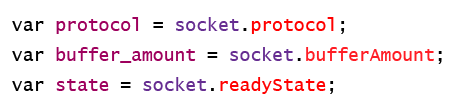 var protocol = socket.protocol;
var buffer_amount = socket.bufferAmount;
var state = socket.readyState;